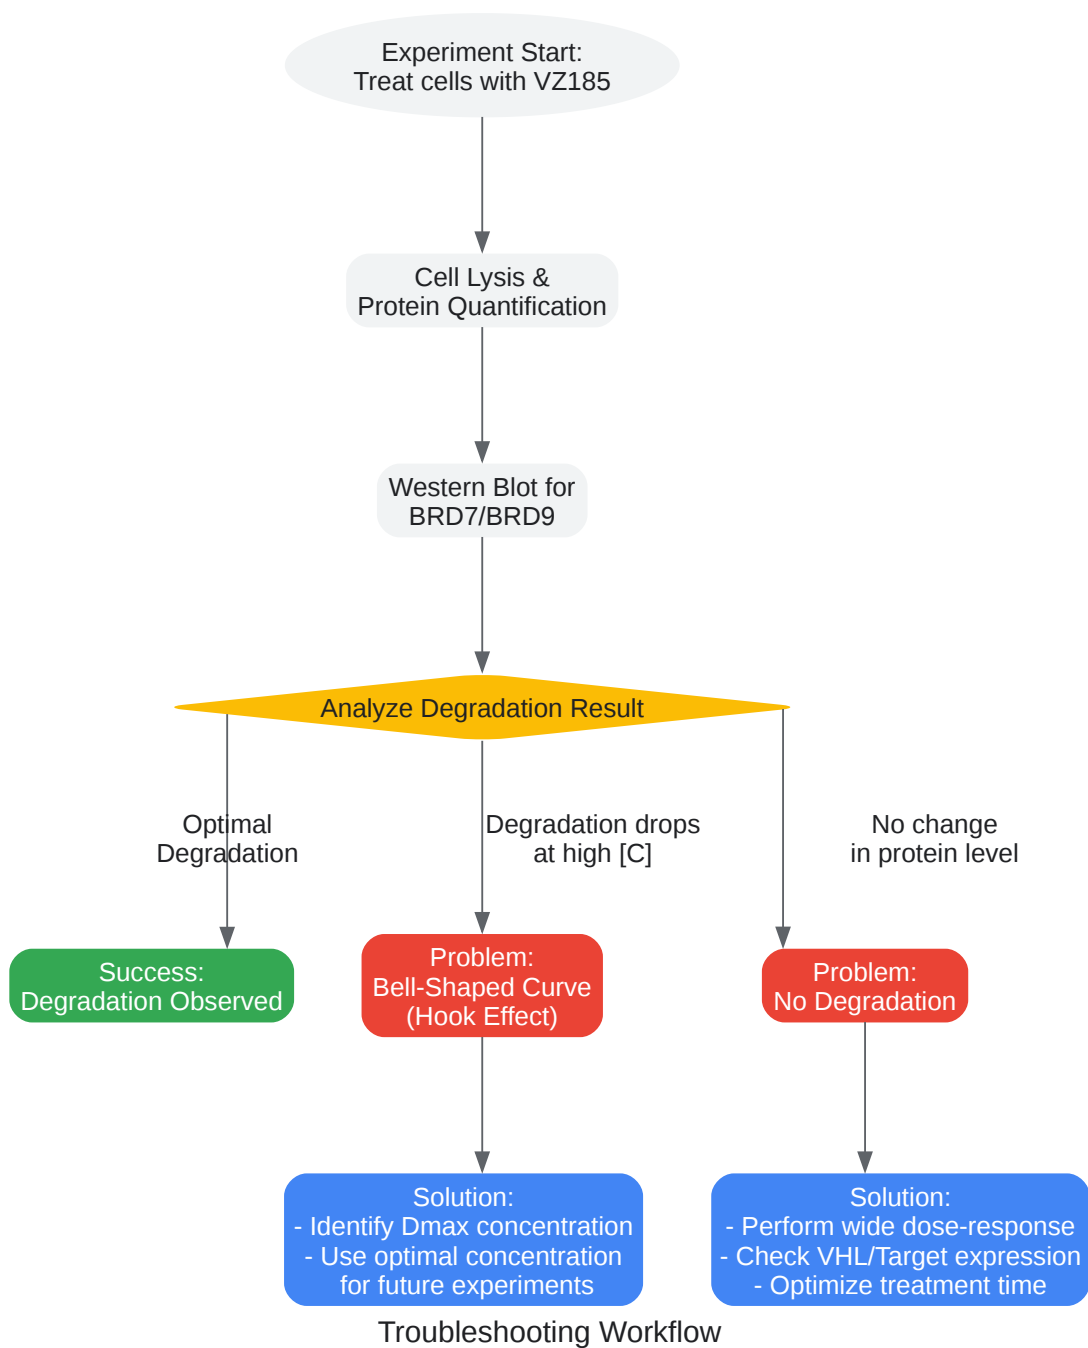 Experiment Start:
Treat cells with VZ185
Cell Lysis &
Protein Quantification
Western Blot for
BRD7/BRD9
Analyze Degradation Result
Optimal
Degradation
Degradation drops
at high [C]
No change
in protein level
Success:
Degradation Observed
Problem:
Bell-Shaped Curve
(Hook Effect)
Problem:
No Degradation
Solution:
- Identify Dmax concentration
- Use optimal concentration
for future experiments
Solution:
- Perform wide dose-response
- Check VHL/Target expression
- Optimize treatment time
Troubleshooting Workflow